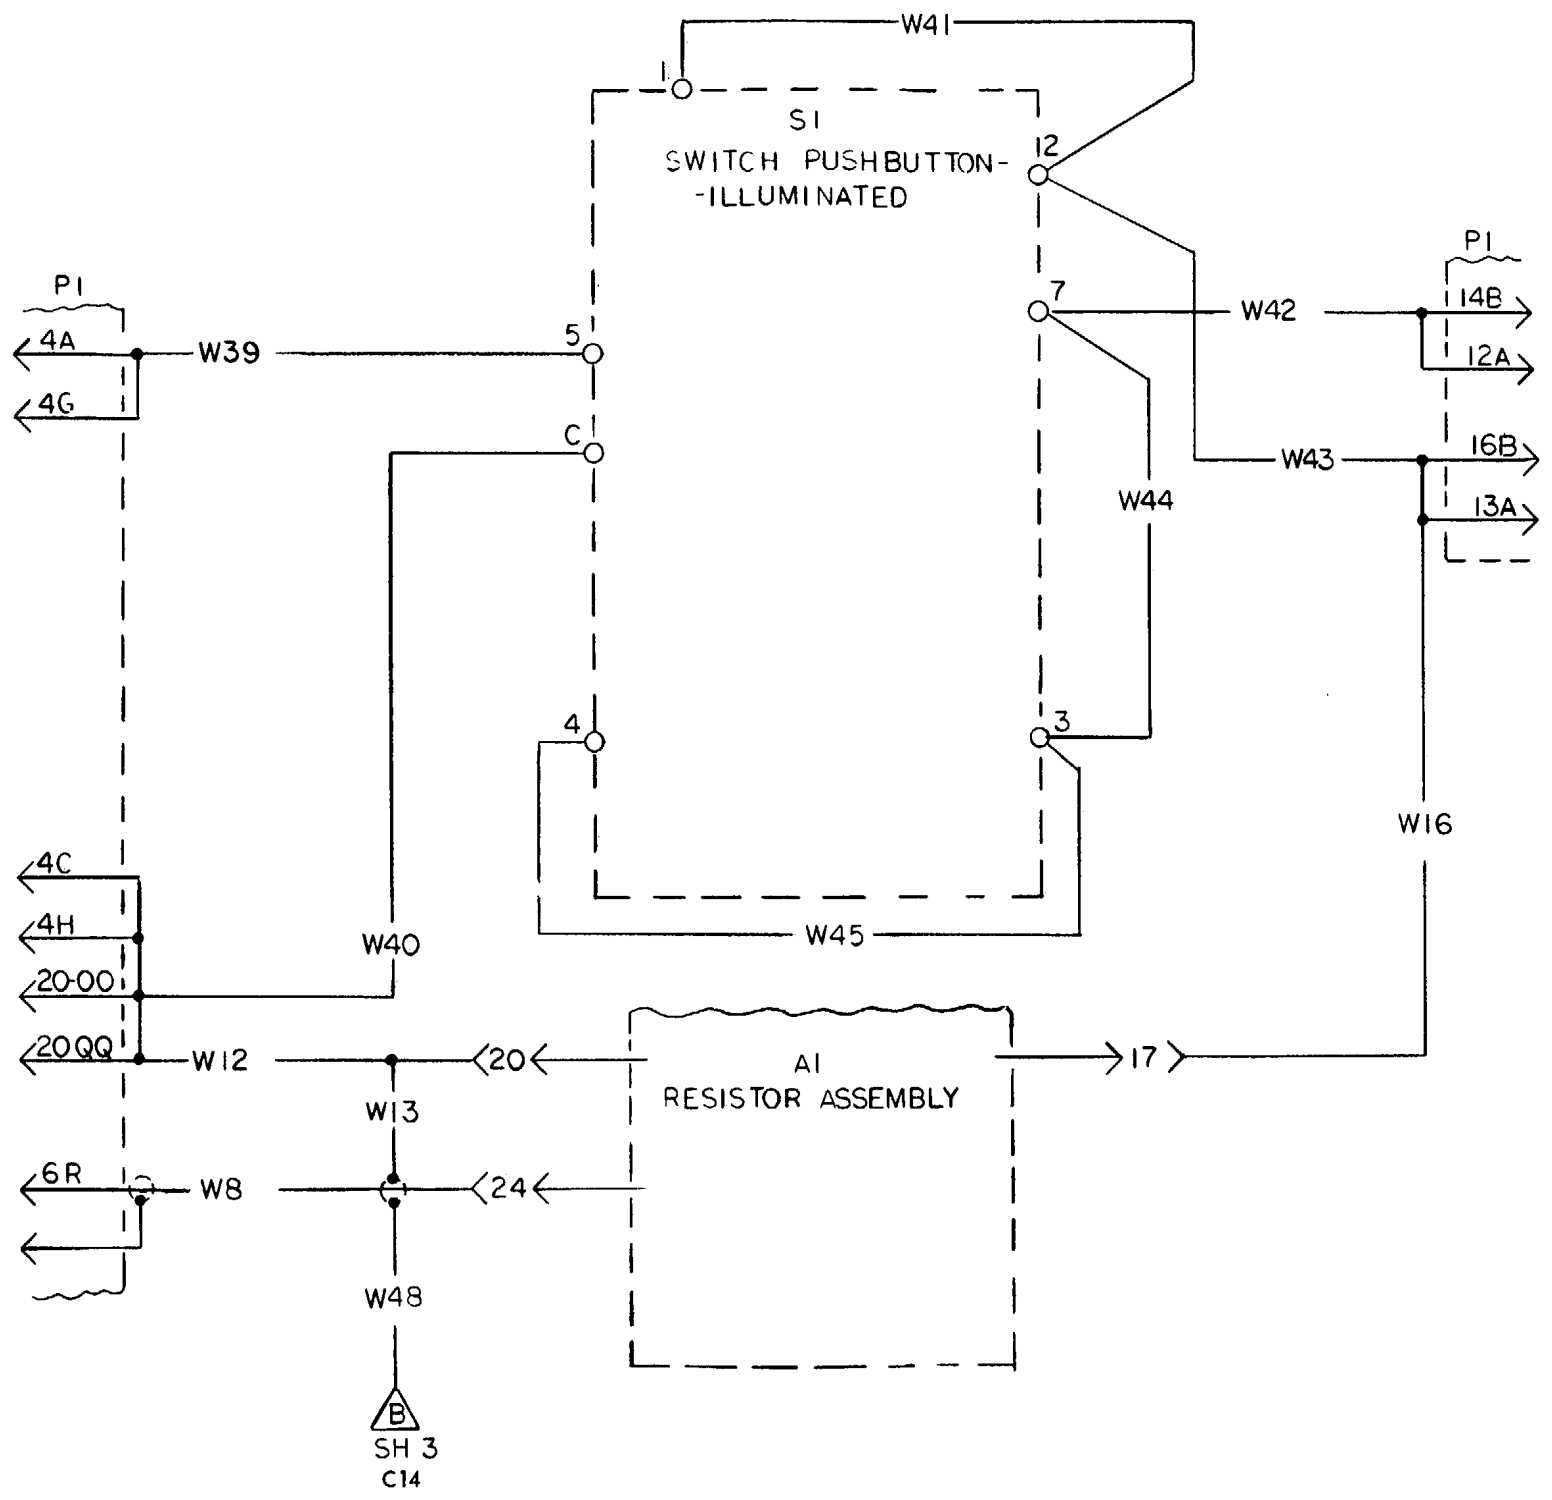 W41
1
S1
2
SWITCH PUSHBUTTON-
-ILLUMINATED
P1
P1
7
14B
W42
5
4A
W39
12A
4G
C
16B
W43
W44
13A
4
3
W16
4C
4H
W45
W40
20-00
20QQ
W12
20
A1
17
RESISTOR ASSEMBLY
W13
6R
W8
24
W48
B
SH 3
C14